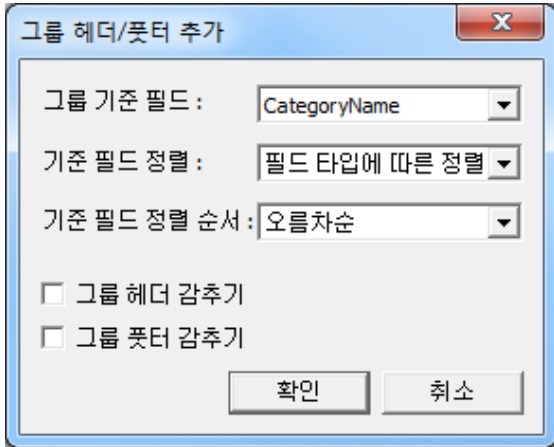 그룹 헤더/풋터 추가
그룹 기준 필드 : CategoryName
기준 필드 정렬 : 필드 타입에 따른 정렬
기준 필드 정렬 순서 : 오름차순
그룹 헤더 감추기
그룹 풋터 감추기
확인 취소